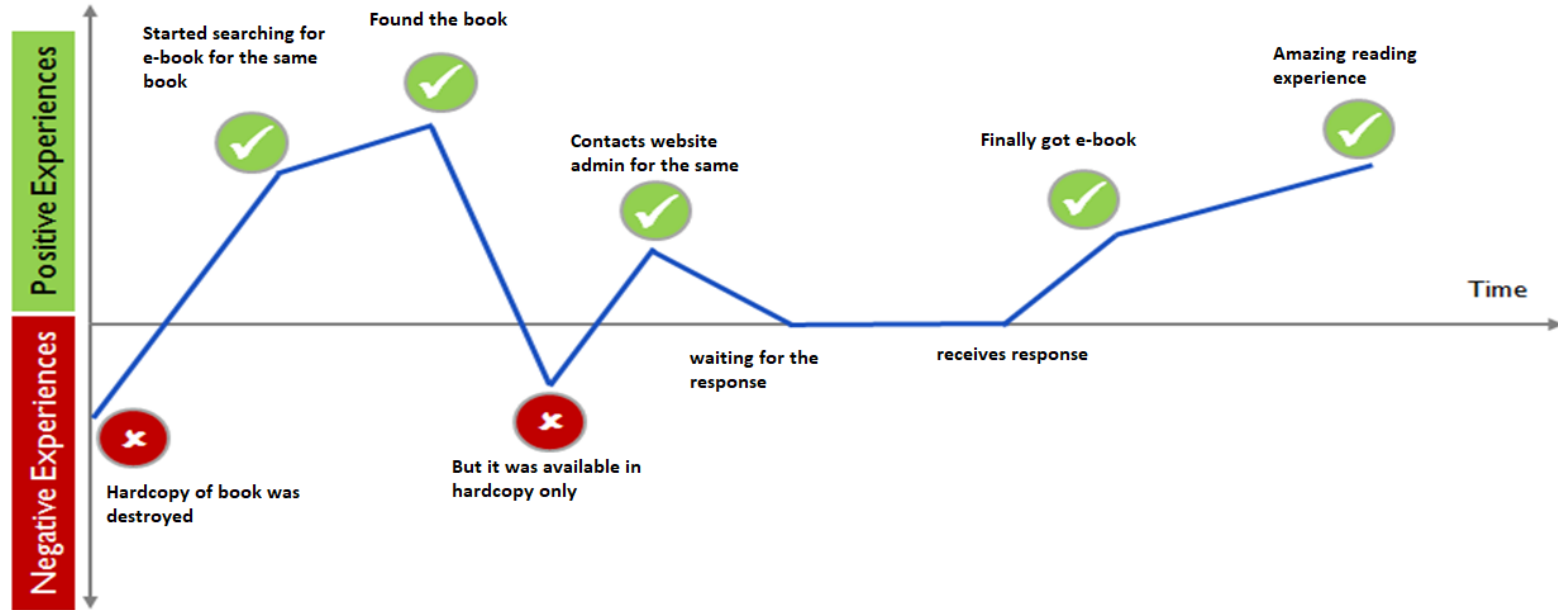 Positive Experiences
Negative Experiences
Hardcopy of book was
destroyed
Started searching for
e-book for the same
book
Found the book
But it was available in
hardcopy only
Contacts website
admin for the same
waiting for the
response
receives response
Finally got e-book
Amazing reading
experience
Time